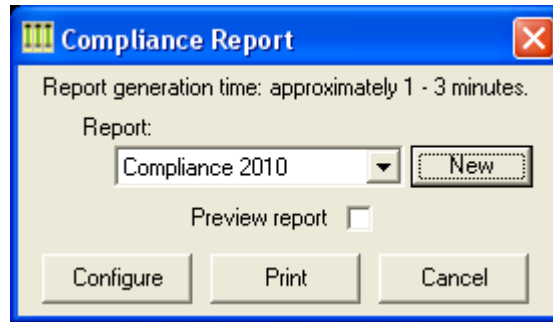 Compliance Report
Report generation time: approximately 1 - 3 minutes.
Report:
Compliance 2010 New
Preview report
Configure Print Cancel